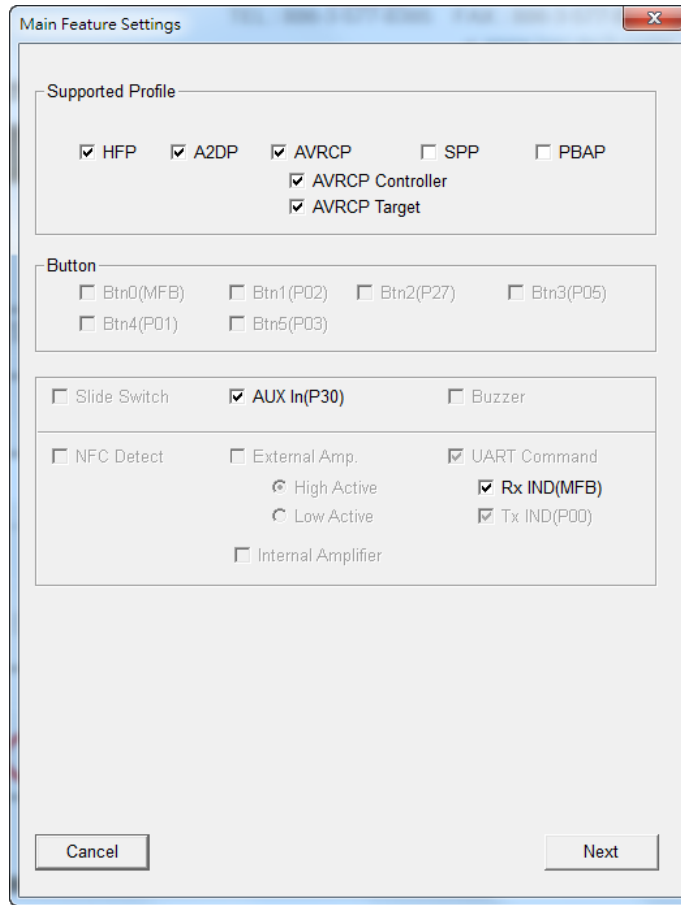 Main Feature Settings
Supported Profile
HFP A2DP AVRCP SPP PBAP
AVRCP Controller
AVRCP Target
Button
Btn0(MFB) Btn1(P02) Btn2(P27) Btn3(P05)
Btn4(P01) Btn5(P03)
Slide Switch AUX In(P30) Buzzer
NFC Detect External Amp. UART Command
High Active Rx IND(MFB)
Low Active Tx IND(P00)
Internal Amplifier
Cancel Next